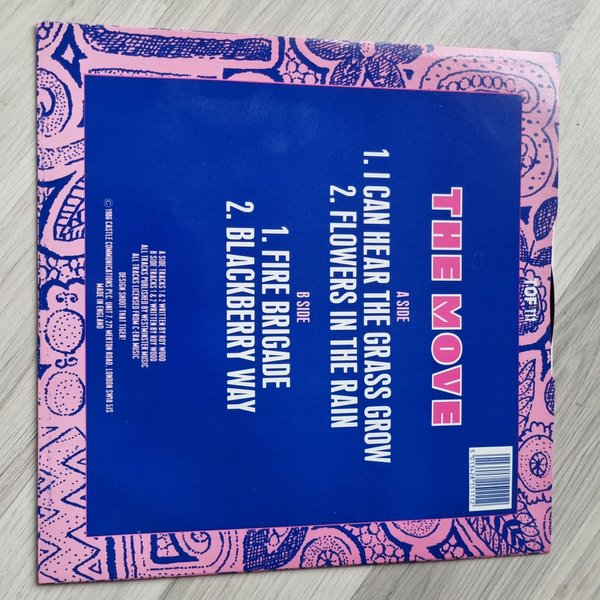 THE MOVE
A SIDE
1. I CAN HEAR THE GRASS GROW
2. FLOWERS IN THE RAIN
B SIDE
1. FIRE BRIGADE
2. BLACKBERRY WAY
A SIDE TRACKS 1 & 2 WRITTEN BY ROY WOOD
B SIDE TRACKS 1 & 2 WRITTEN BY ROY WOOD
ALL TRACKS PUBLISHED BY WESTMINSTER MUSIC
ALL TRACKS LICENSED FROM C-ERA MUSIC
DESIGN SHOOT THAT TIGER!
© 1986 CASTLE COMMUNICATIONS PLC, UNIT 7 271 MERTON ROAD, LONDON SW18 5JS
MADE IN ENGLAND